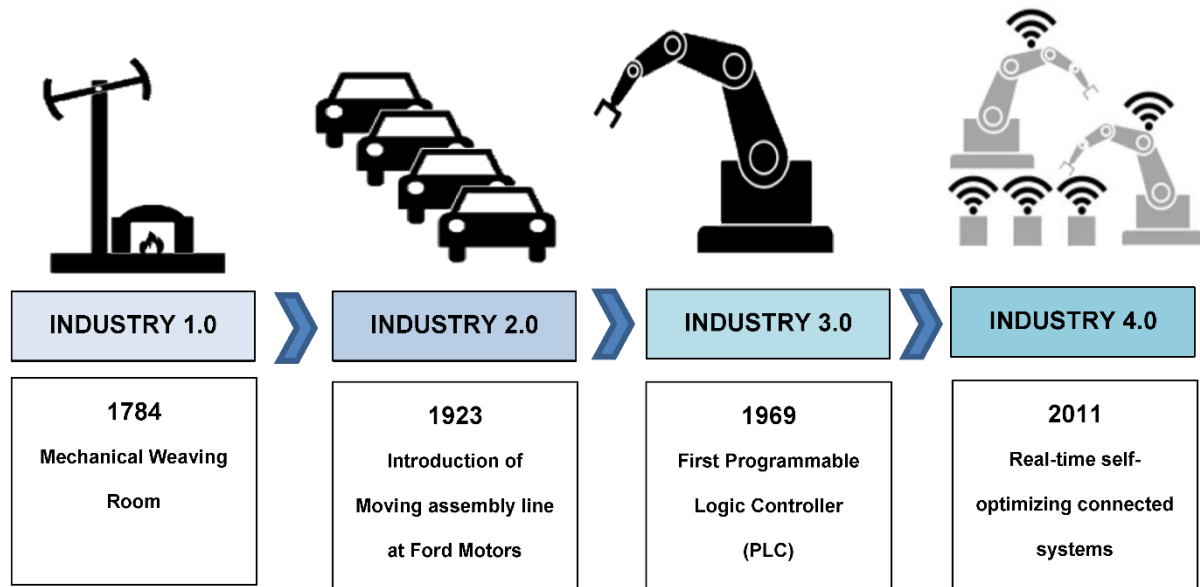 INDUSTRY 1.0
INDUSTRY 2.0
INDUSTRY 3.0
INDUSTRY 4.0
1784
Mechanical Weaving
Room
1923
Introduction of
Moving assembly line
at Ford Motors
1969
First Programmable
Logic Controller
(PLC)
2011
Real-time self-
optimizing connected
systems